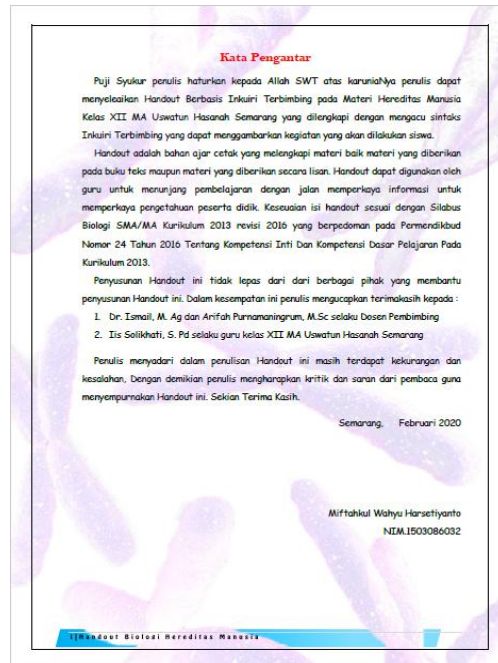 Kata Pengantar
Puji Syukur penulis haturkan kepada Allah SWT atas karuniaNya penulis dapat
menyeleaikan Handout Berbasis Inkuiri Terbimbing pada Materi Hereditas Manusia
Kelas XII MA Uswatun Hasanah Semarang yang dilengkapi dengan mengacu sintaks
Inkuiri Terbimbing yang dapat menggambarkan kegiatan yang akan dilakukan siswa.
Handout adalah bahan ajar cetak yang melengkapi materi baik materi yang diberikan
pada buku teks maupun materi yang diberikan secara lisan. Handout dapat digunakan oleh
guru untuk menunjang pembelajaran dengan jalan memperkaya informasi untuk
memperkaya pengetahuan peserta didik. Keseuaian isi handout sesuai dengan Silabus
Biologi SMA/MA Kurikulum 2013 revisi 2016 yang berpedoman pada Permendikbud
Nomor 24 Tahun 2016 Tentang Kompetensi Inti Dan Kompetensi Dasar Pelajaran Pada
Kurikulum 2013.
Penyusunan Handout ini tidak lepas dari dari berbagai pihak yang membantu
penyusunan Handout ini. Dalam kesempatan ini penulis mengucapkan terimakasih kepada :
1. Dr. Ismail, M. Ag dan Arifah Purnamaningrum, M.Sc selaku Dosen Pembimbing
2. Iis Solikhati, S. Pd selaku guru kelas XII MA Uswatun Hasanah Semarang
Penulis menyadari dalam penulisan Handout ini masih terdapat kekurangan dan
kesalahan, Dengan demikian penulis mengharapkan kritik dan saran dari pembaca guna
menyempurnakan Handout ini. Sekian Terima Kasih.
Semarang, Februari 2020
Miftahkul Wahyu Harsetiyanto
NIM.1503086032
1|Handout Biologi Hereditas Manusia